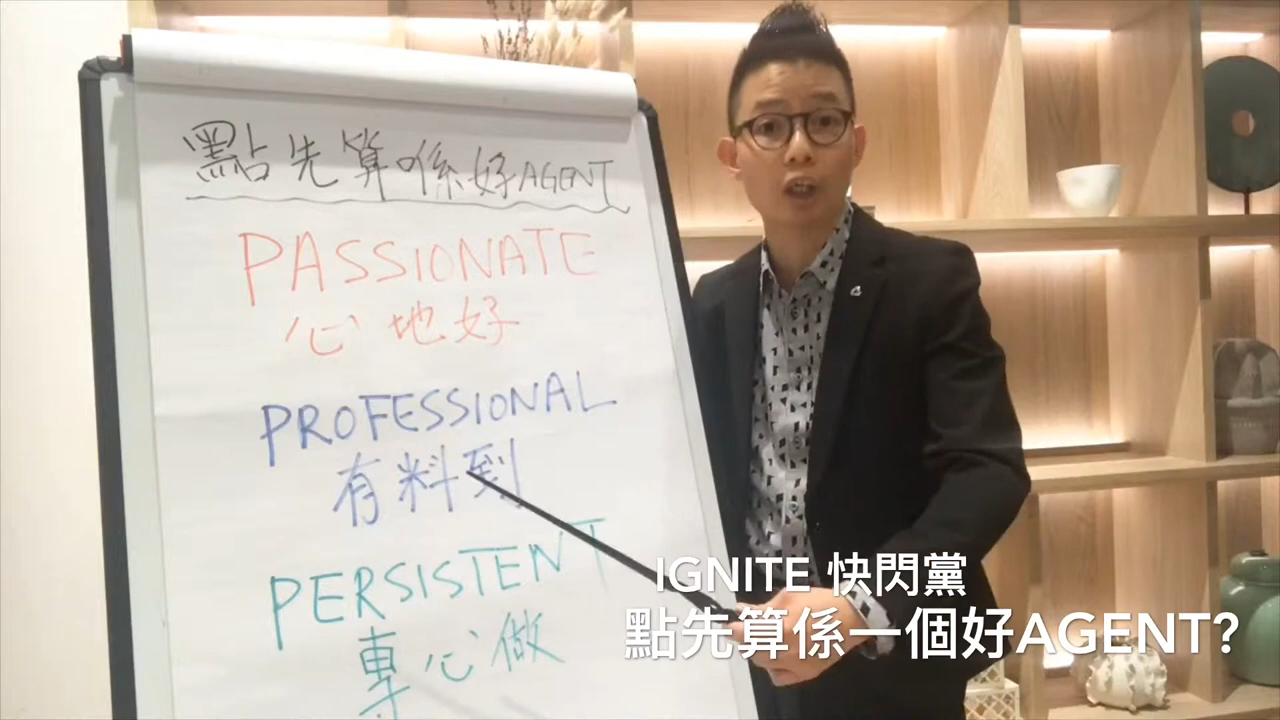 點先算喺好AGENT
PASSIONATE
心地好
PROFESSIONAL
有料到
PERSISTENT
專心做
IGNITE 快閃黨
點先算係一個好AGENT?